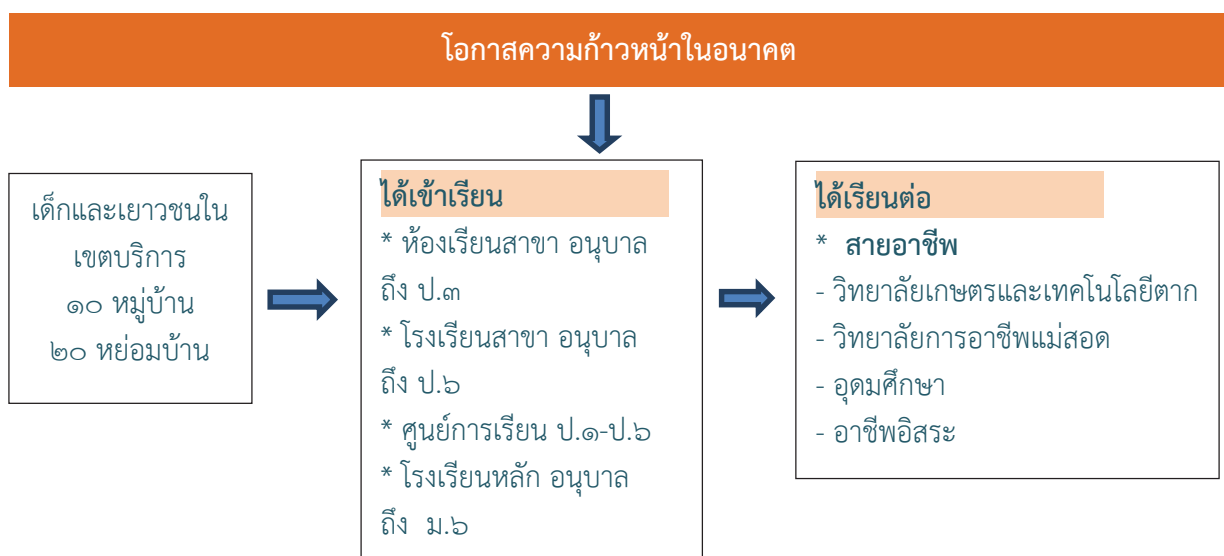 โอกาสความก้าวหน้าในอนาคต
เด็กและเยาวชนใน
เขตบริการ
๑๐ หมู่บ้าน
๒๐ หย่อมบ้าน
ได้เข้าเรียน
* ห้องเรียนสาขา อนุบาล
ถึง ป.๓
* โรงเรียนสาขา อนุบาล
ถึง ป.๖
* ศูนย์การเรียน ป.๑-ป.๖
* โรงเรียนหลัก อนุบาล
ถึง ม.๖
ได้เรียนต่อ
* สายอาชีพ
- วิทยาลัยเกษตรและเทคโนโลยีตาก
- วิทยาลัยการอาชีพแม่สอด
- อุดมศึกษา
- อาชีพอิสระ